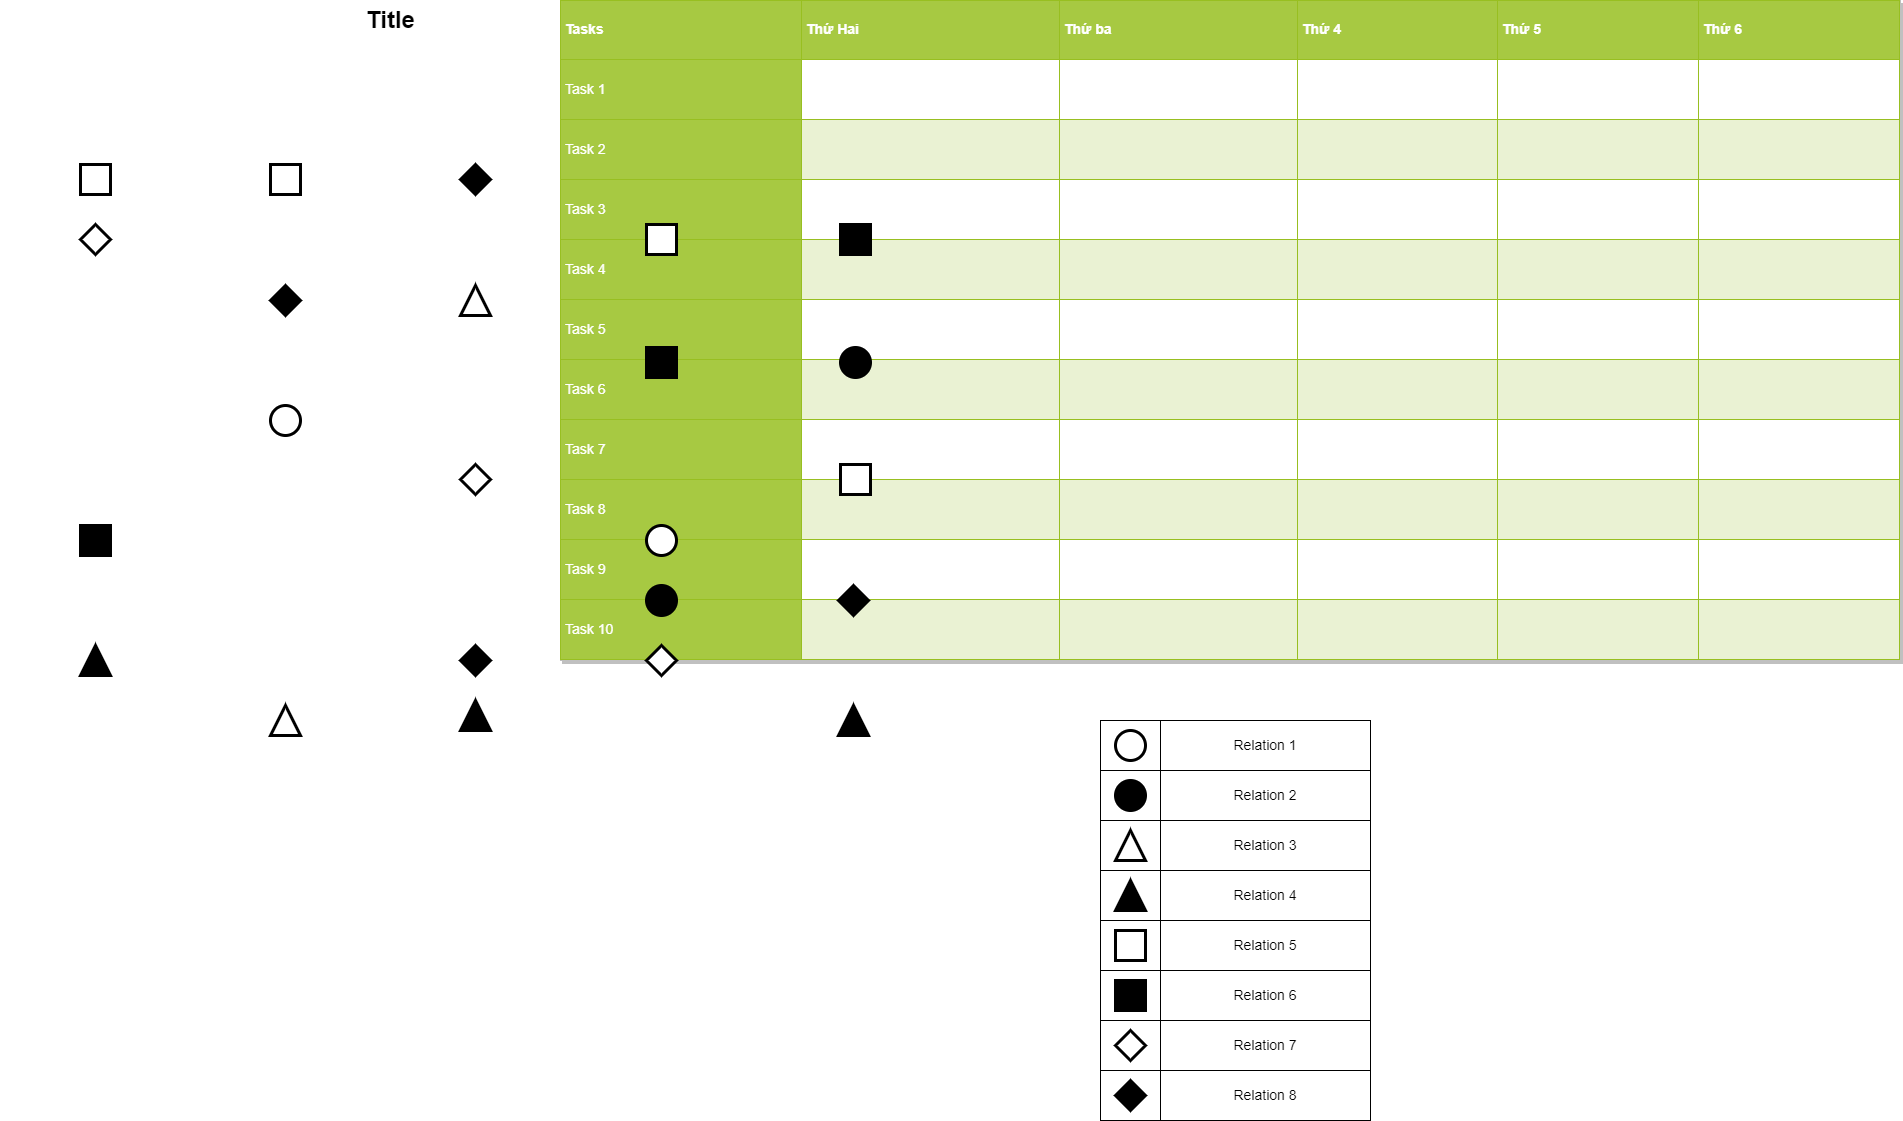 Title
Tasks
Thứ Hai
Thứ ba
Thứ 4
Thứ 5
Thứ 6
Task 1
Task 2
Task 3
Task 4
Task 5
Task 6
Task 7
Task 8
Task 9
Task 10
Relation 1
Relation 2
Relation 3
Relation 4
Relation 5
Relation 6
Relation 7
Relation 8